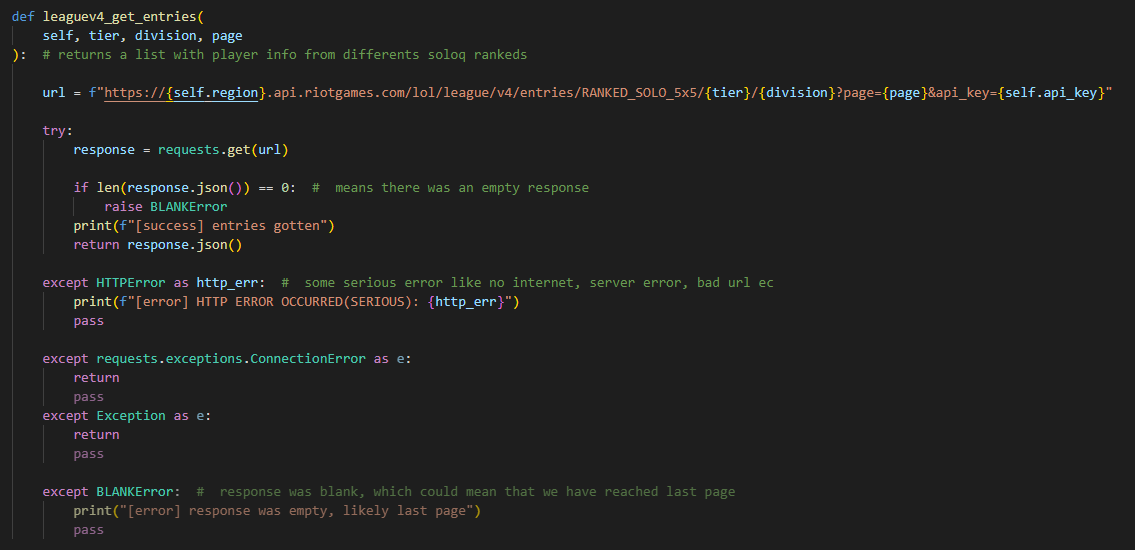 def leaguev4_get_entries(
    self, tier, division, page
):  # returns a list with player info from differents soloq rankeds
    url = f"https://{self.region}.api.riotgames.com/lol/league/v4/entries/RANKED_SOLO_5x5/{tier}/{division}?page={page}&api_key={self.api_key}"
    try:
        response = requests.get(url)
        if len(response.json()) == 0:  #  means there was an empty response
            raise BLANKError
        print(f"[success] entries gotten")
        return response.json()
    except HTTPError as http_err:  #  some serious error like no internet, server error, bad url ec
        print(f"[error] HTTP ERROR OCCURRED(SERIOUS): {http_err}")
        pass
    except requests.exceptions.ConnectionError as e:
        return
        pass
    except Exception as e:
        return
        pass
    except BLANKError:  #  response was blank, which could mean that we have reached last page
        print("[error] response was empty, likely last page")
        pass